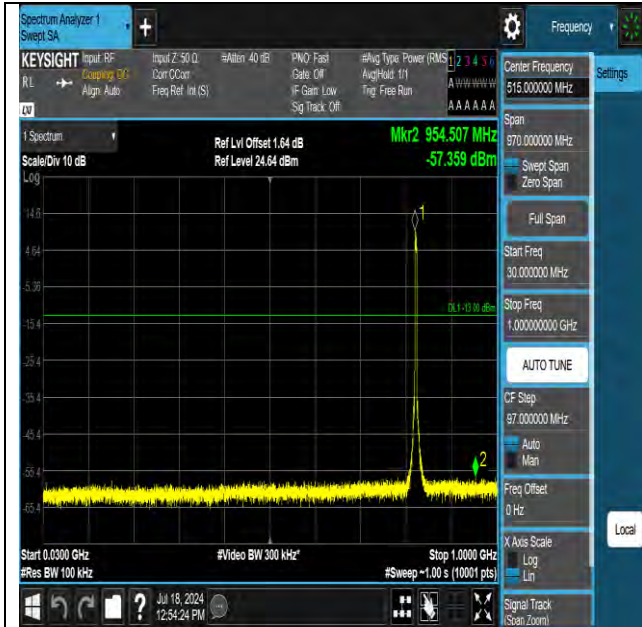 Spectrum Analyzer 1
Swept SA
Frequency
KEYSIGHT
RL
Input: RF
Coupling: DC
Align: Auto
Input Z: 50 Ω
Corr CCorr
Freq Ref: Int (S)
#Atten: 40 dB
PNO: Fast
Gate: Off
IF Gain: Low
Sig Track: Off
#Avg Type: Power (RMS
Avg|Hold: 1/1
Trig: Free Run
1 2 3 4 5 6
A W W W W W
A A A A A A
Settings
1 Spectrum
Scale/Div 10 dB
Log
Ref Lvl Offset 1.64 dB
Ref Level 24.64 dBm
Mkr2 954.507 MHz
-57.359 dBm
14.6
4.64
-5.36
-15.4
-25.4
-35.4
-45.4
-55.4
-65.4
1
DL1 -13.00 dBm
2
Start 0.0300 GHz
#Res BW 100 kHz
#Video BW 300 kHz*
Stop 1.0000 GHz
#Sweep ~1.00 s (10001 pts)
Center Frequency
515.000000 MHz
Span
970.000000 MHz
Swept Span
Zero Span
Full Span
Start Freq
30.000000 MHz
Stop Freq
1.000000000 GHz
AUTO TUNE
CF Step
97.000000 MHz
Auto
Man
Freq Offset
0 Hz
X Axis Scale
Log
Lin
Signal Track
(Span Zoom)
Local
?
Jul 18, 2024
12:54:24 PM